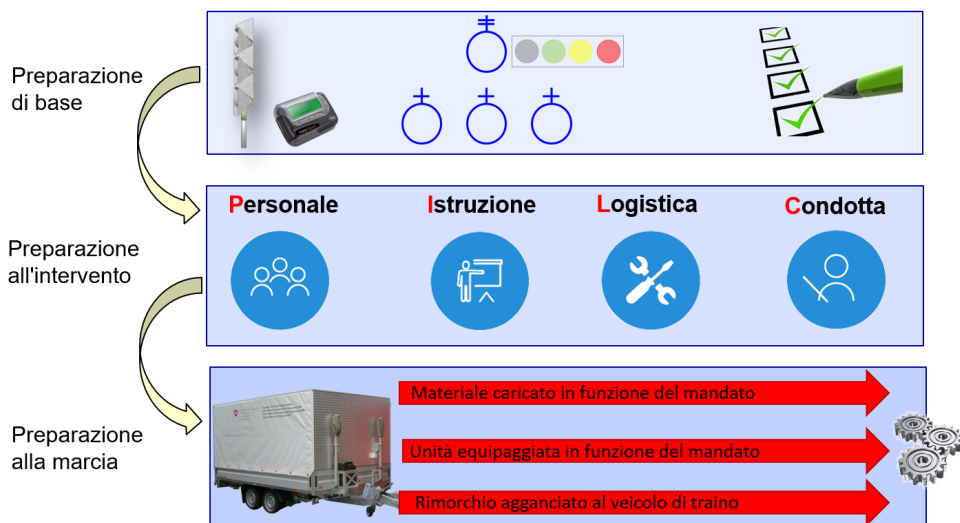 Preparazione
di base
Preparazione
all'intervento
Personale
Istruzione
Logistica
Condotta
Preparazione
alla marcia
Materiale caricato in funzione del mandato
Unità equipaggiata in funzione del mandato
Rimorchio agganciato al veicolo di traino